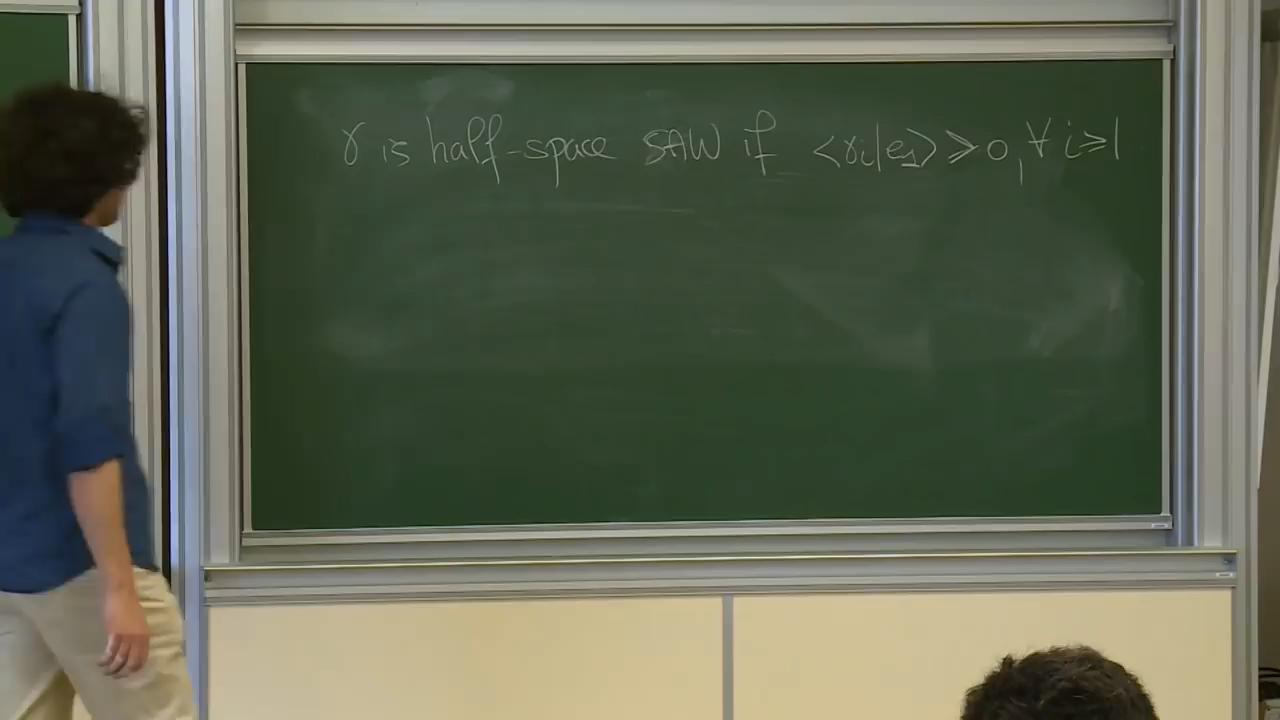 γ is half-space SAW if <γi|e1> ≥ 0, ∀ i ≥ 1